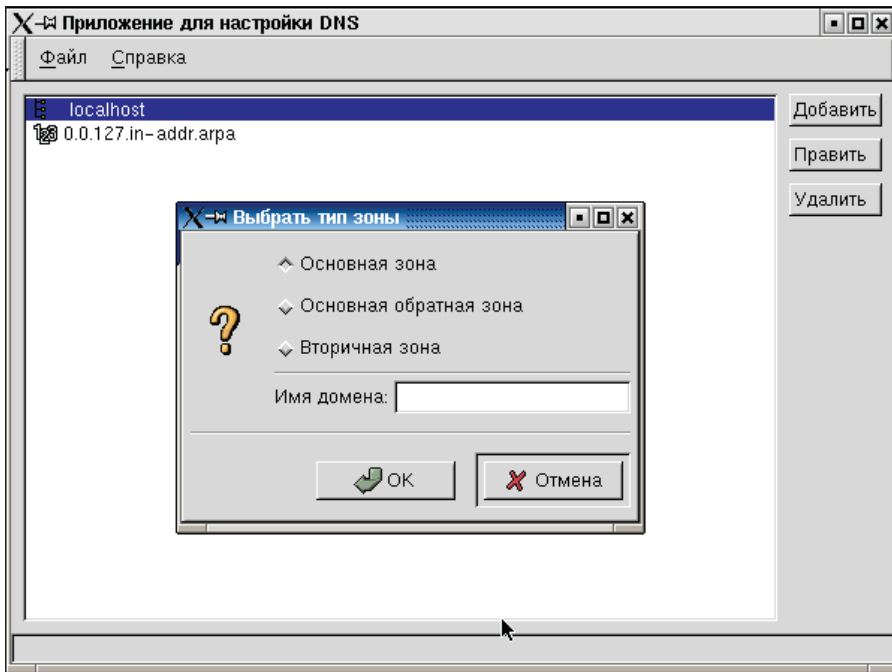 Приложение для настройки DNS
Файл Справка
localhost
0.0.127.in-addr.arpa
Добавить
Править
Удалить
Выбрать тип зоны
Основная зона
Основная обратная зона
Вторичная зона
Имя домена:
OK
Отмена